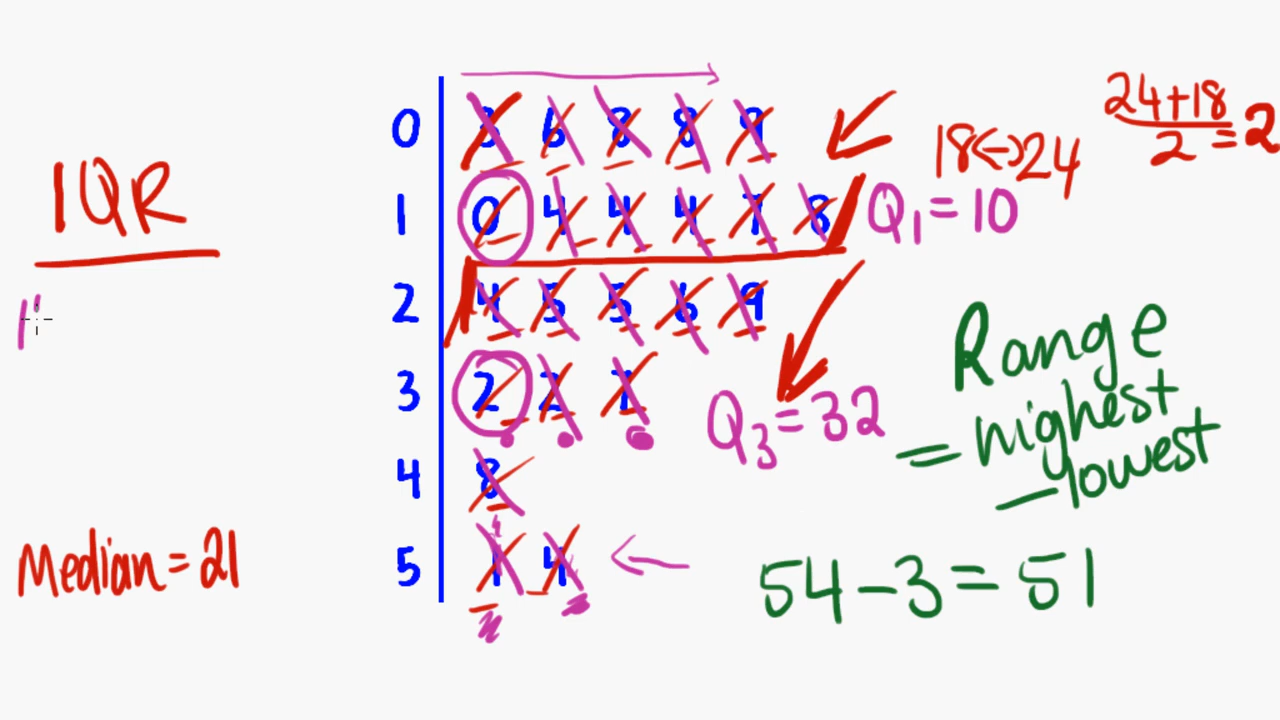 IQR
Median = 21
0 3 6 8 8 9
1 0 4 4 4 7 8
2 4 5 5 6 9
3 2 2 7
4 8
5 1 4
24+18
2 = 2
18<->24
Q1 = 10
Q3 = 32
Range
= highest
- lowest
54 - 3 = 51